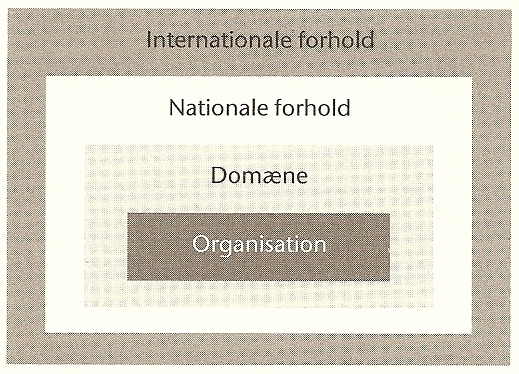 Internationale forhold
Nationale forhold
Domæne
Organisation